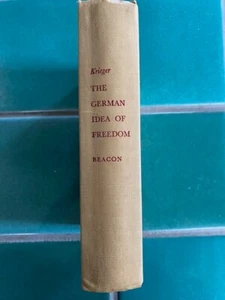 Krieger
THE
GERMAN
IDEA OF
FREEDOM
BEACON